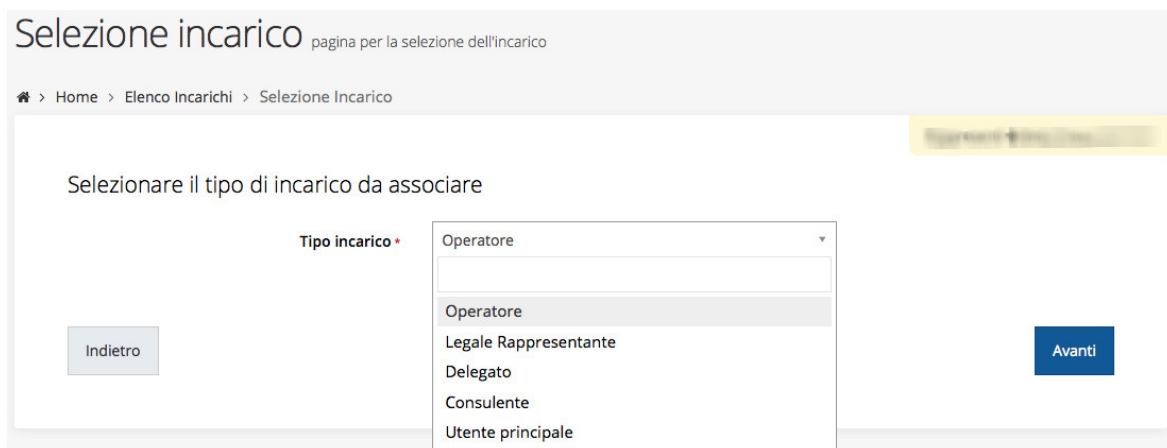 Selezione incarico pagina per la selezione dell'incarico
> Home > Elenco Incarichi > Selezione Incarico
Selezionare il tipo di incarico da associare
Tipo incarico * Operatore
Operatore
Legale Rappresentante
Delegato
Consulente
Utente principale
Indietro
Avanti